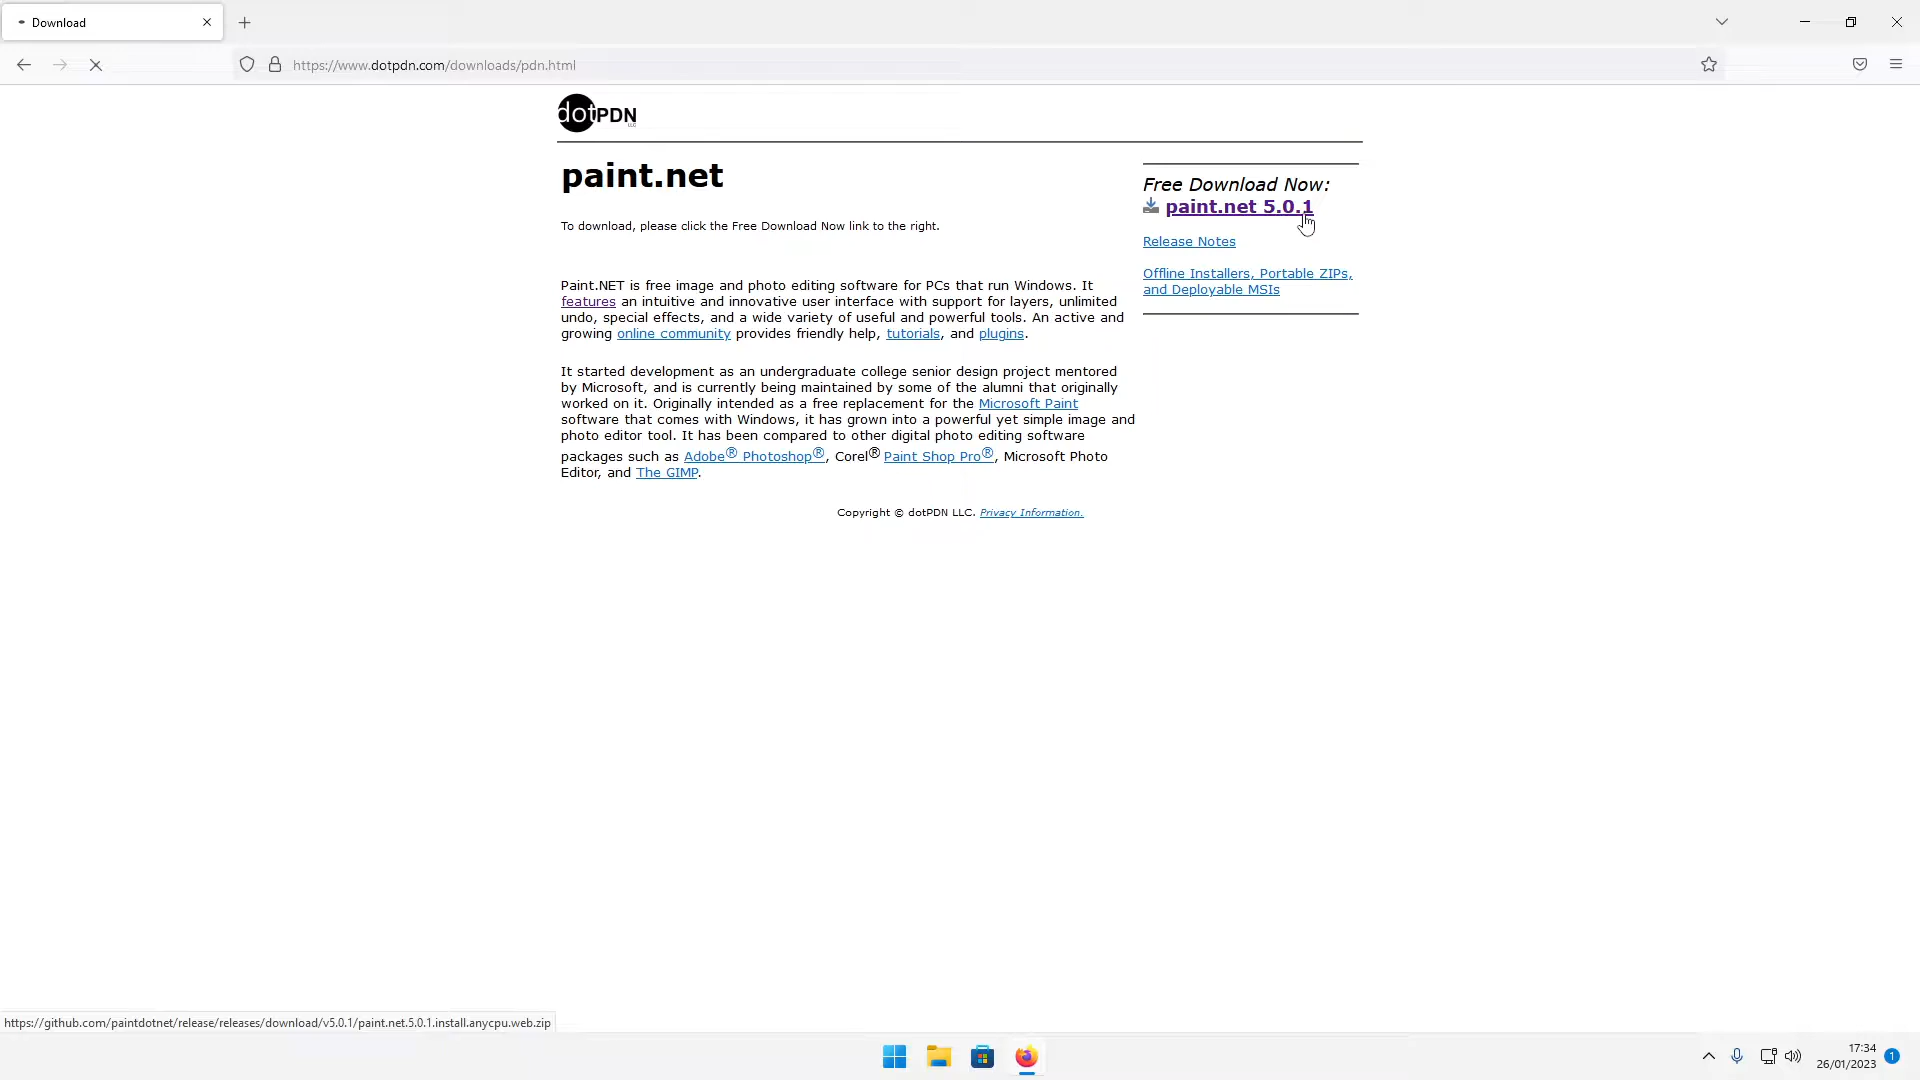 Download
https://www.dotpdn.com/downloads/pdn.html
dotPDN
LLC
paint.net
To download, please click the Free Download Now link to the right.
Paint.NET is free image and photo editing software for PCs that run Windows. It
features an intuitive and innovative user interface with support for layers, unlimited
undo, special effects, and a wide variety of useful and powerful tools. An active and
growing online community provides friendly help, tutorials, and plugins.
It started development as an undergraduate college senior design project mentored
by Microsoft, and is currently being maintained by some of the alumni that originally
worked on it. Originally intended as a free replacement for the Microsoft Paint
software that comes with Windows, it has grown into a powerful yet simple image and
photo editor tool. It has been compared to other digital photo editing software
packages such as Adobe® Photoshop®, Corel® Paint Shop Pro®, Microsoft Photo
Editor, and The GIMP.
Free Download Now:
paint.net 5.0.1
Release Notes
Offline Installers, Portable ZIPs,
and Deployable MSIs
Copyright © dotPDN LLC. Privacy Information.
https://github.com/paintdotnet/release/releases/download/v5.0.1/paint.net.5.0.1.install.anycpu.web.zip
17:34
26/01/2023
1